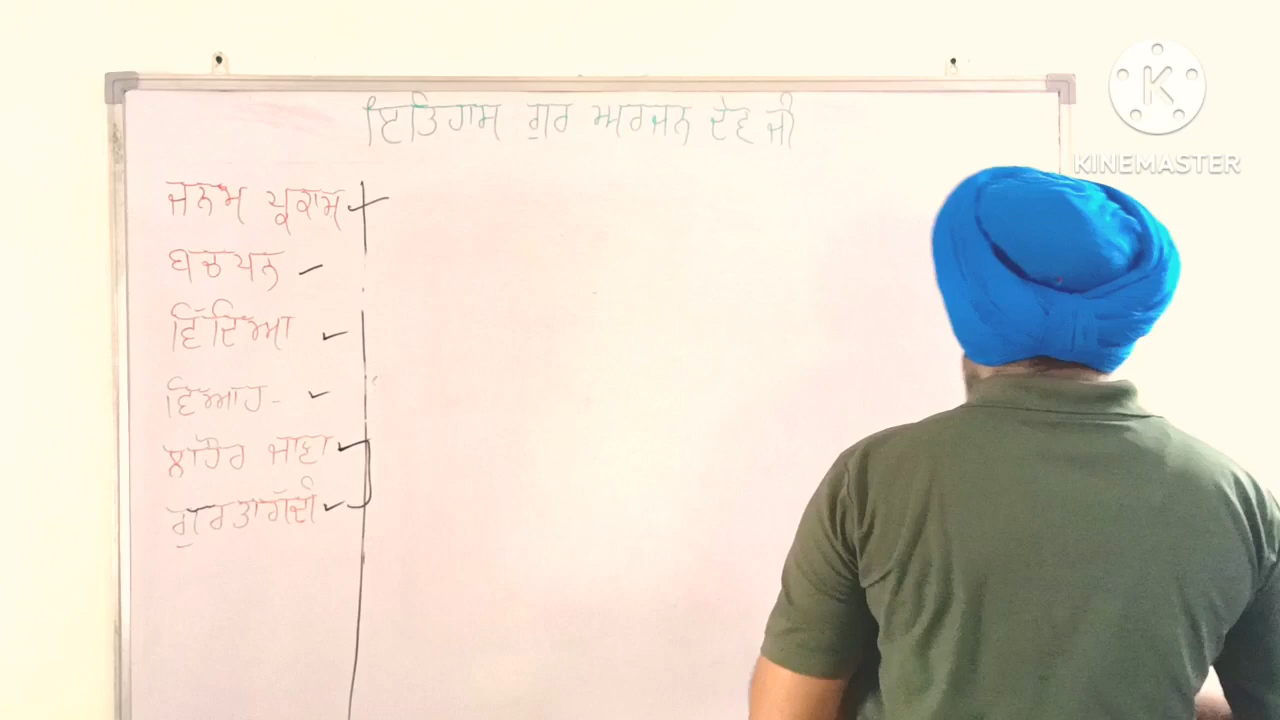 ਇਤਿਹਾਸ ਗੁਰ ਅਰਜਨ ਦੇਵ ਜੀ
ਜਨਮ ਪ੍ਰਕਾਸ਼
ਬਚਪਨ -
ਵਿੱਦਿਆ
ਵਿਆਹ -
ਲਾਹੌਰ ਜਾਣਾ
ਗੁਰਤਾਗੱਦੀ
K
KINEMASTER